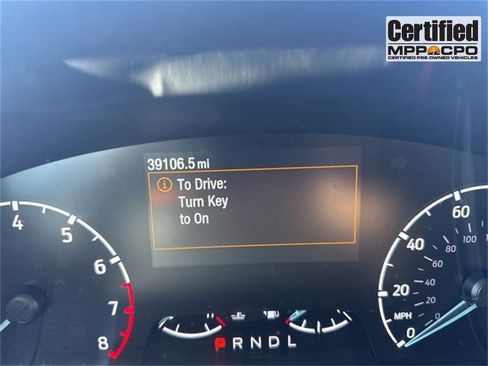 Certified
MPP CPO
CERTIFIED PRE-OWNED VEHICLES
39106.5 mi
To Drive:
Turn Key
to On
4
5
6
7
8
60
40
20
0
MPH
100
80
60
40
20
0
P R N D L